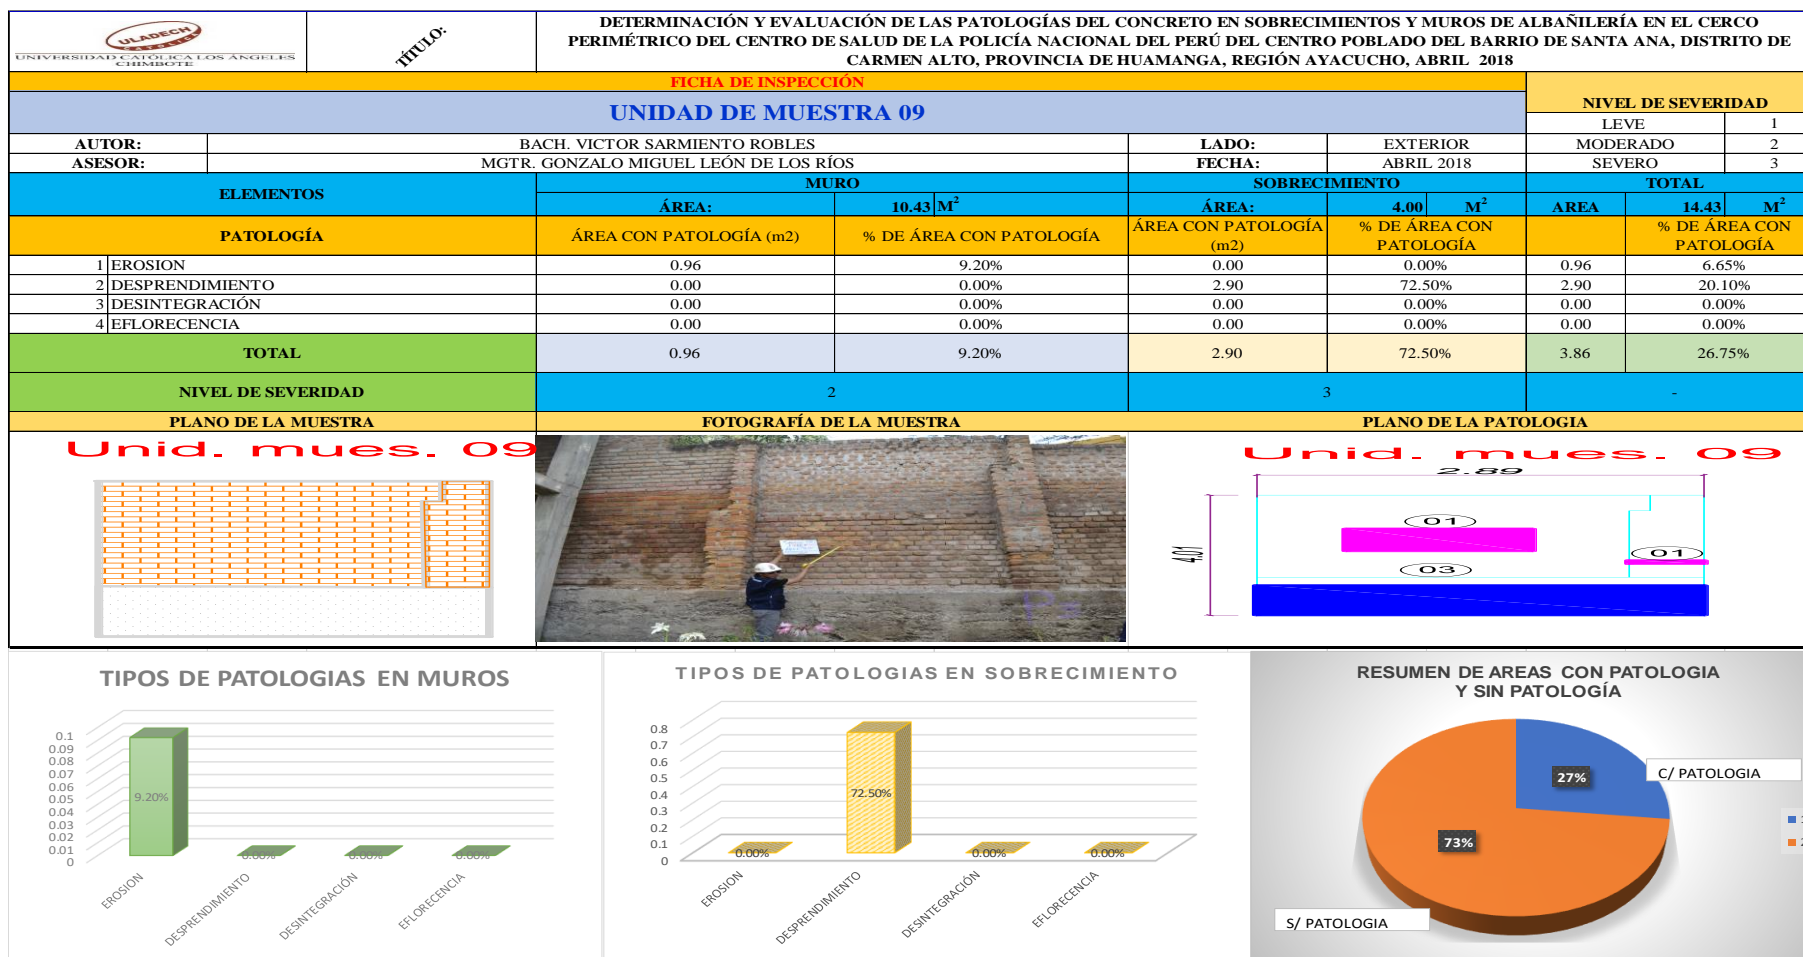 ULADECH
CATOLICA
UNIVERSIDAD CATÓLICA LOS ÁNGELES
CHIMBOTE
TÍTULO:
DETERMINACIÓN Y EVALUACIÓN DE LAS PATOLOGÍAS DEL CONCRETO EN SOBRECIMIENTOS Y MUROS DE ALBAÑILERÍA EN EL CERCO
PERIMÉTRICO DEL CENTRO DE SALUD DE LA POLICÍA NACIONAL DEL PERÚ DEL CENTRO POBLADO DEL BARRIO DE SANTA ANA, DISTRITO DE
CARMEN ALTO, PROVINCIA DE HUAMANGA, REGIÓN AYACUCHO, ABRIL 2018
FICHA DE INSPECCIÓN
UNIDAD DE MUESTRA 09
NIVEL DE SEVERIDAD
LEVE 1
AUTOR: BACH. VICTOR SARMIENTO ROBLES LADO: EXTERIOR MODERADO 2
ASESOR: MGTR. GONZALO MIGUEL LEÓN DE LOS RÍOS FECHA: ABRIL 2018 SEVERO 3
ELEMENTOS MURO SOBRECIMIENTO TOTAL
ÁREA: 10.43 M² ÁREA: 4.00 M² AREA 14.43 M²
PATOLOGÍA ÁREA CON PATOLOGÍA (m2) % DE ÁREA CON PATOLOGÍA ÁREA CON PATOLOGÍA (m2) % DE ÁREA CON PATOLOGÍA % DE ÁREA CON PATOLOGÍA
1 EROSION 0.96 9.20% 0.00 0.00% 0.96 6.65%
2 DESPRENDIMIENTO 0.00 0.00% 2.90 72.50% 2.90 20.10%
3 DESINTEGRACIÓN 0.00 0.00% 0.00 0.00% 0.00 0.00%
4 EFLORECENCIA 0.00 0.00% 0.00 0.00% 0.00 0.00%
TOTAL 0.96 9.20% 2.90 72.50% 3.86 26.75%
NIVEL DE SEVERIDAD 2 3 -
PLANO DE LA MUESTRA FOTOGRAFÍA DE LA MUESTRA PLANO DE LA PATOLOGIA
Unid. mues. 09
Unid. mues. 09
2.89
4.01
01
01
03
TIPOS DE PATOLOGIAS EN MUROS
0.1
0.09
0.08
0.07
0.06
0.05
0.04
0.03
0.02
0.01
0
9.20%
0.00%
0.00%
0.00%
EROSION
DESPRENDIMIENTO
DESINTEGRACIÓN
EFLORECENCIA
TIPOS DE PATOLOGIAS EN SOBRECIMIENTO
0.8
0.7
0.6
0.5
0.4
0.3
0.2
0.1
0
0.00%
72.50%
0.00%
0.00%
EROSION
DESPRENDIMIENTO
DESINTEGRACIÓN
EFLORECENCIA
RESUMEN DE AREAS CON PATOLOGIA
Y SIN PATOLOGÍA
27%
C/ PATOLOGIA
73%
S/ PATOLOGIA